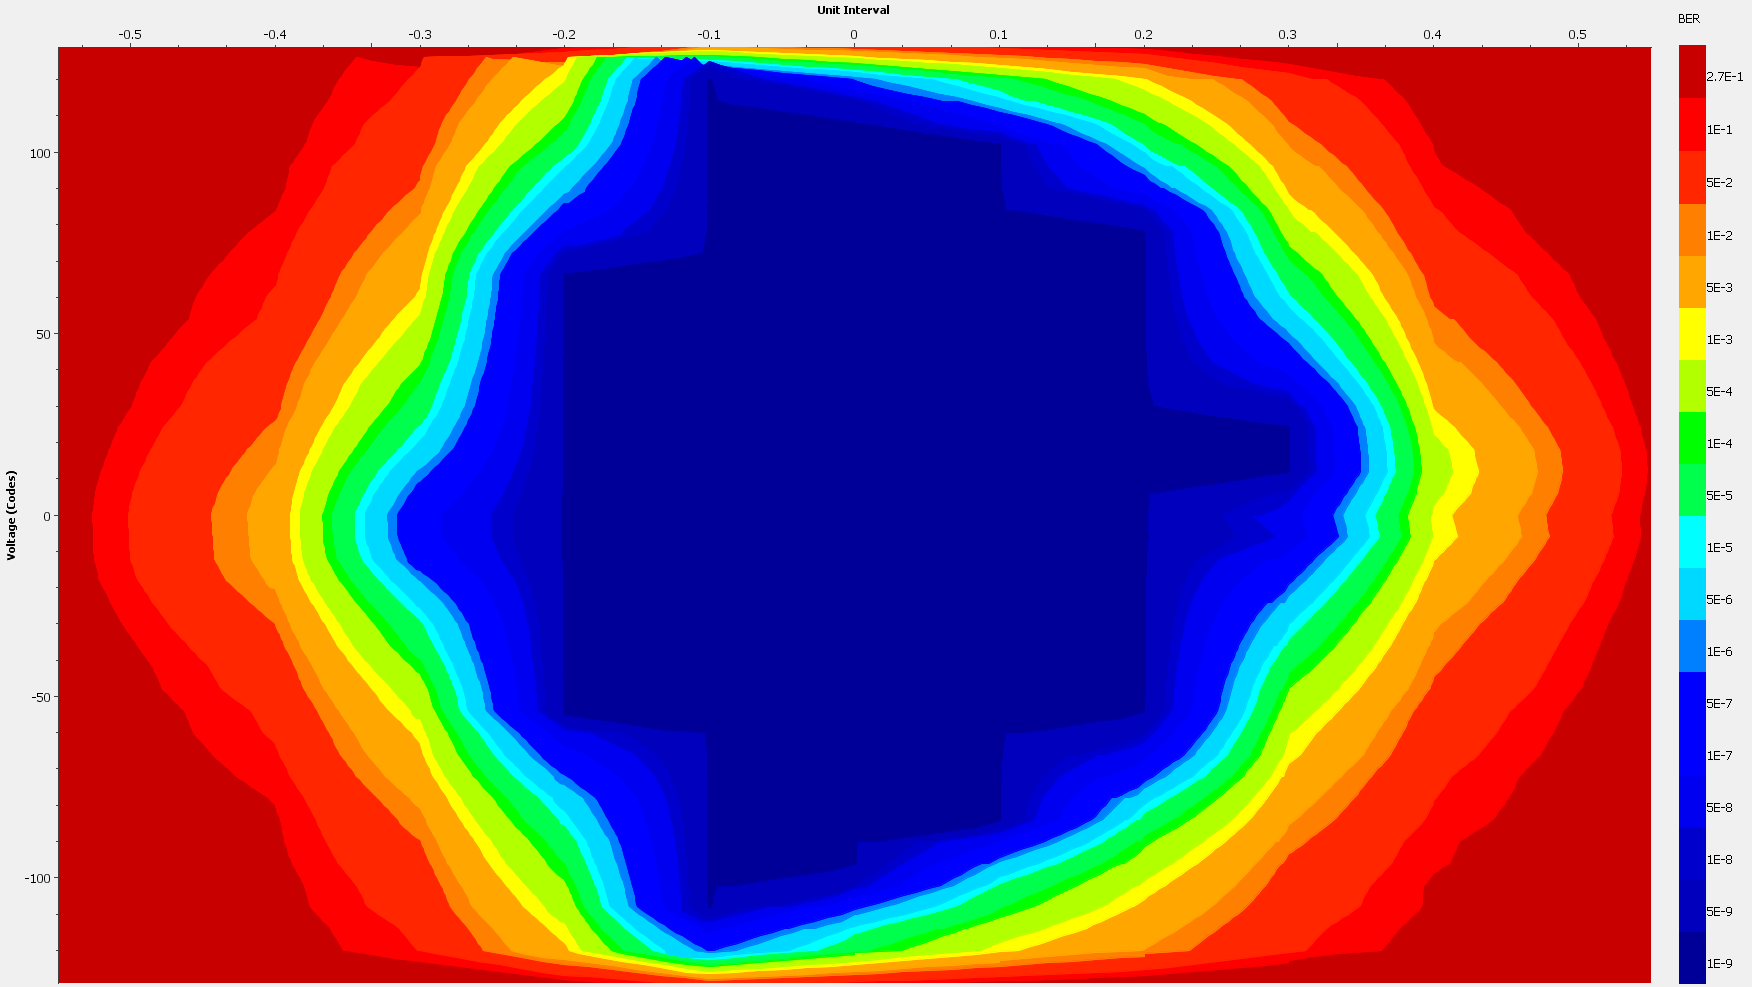 Unit Interval
BER
-0.5 -0.4 -0.3 -0.2 -0.1 0 0.1 0.2 0.3 0.4 0.5
2.7E-1
1E-1
5E-2
1E-2
5E-3
1E-3
5E-4
1E-4
5E-5
1E-5
5E-6
1E-6
5E-7
1E-7
5E-8
1E-8
5E-9
1E-9
100
50
0
-50
-100
Voltage (Codes)